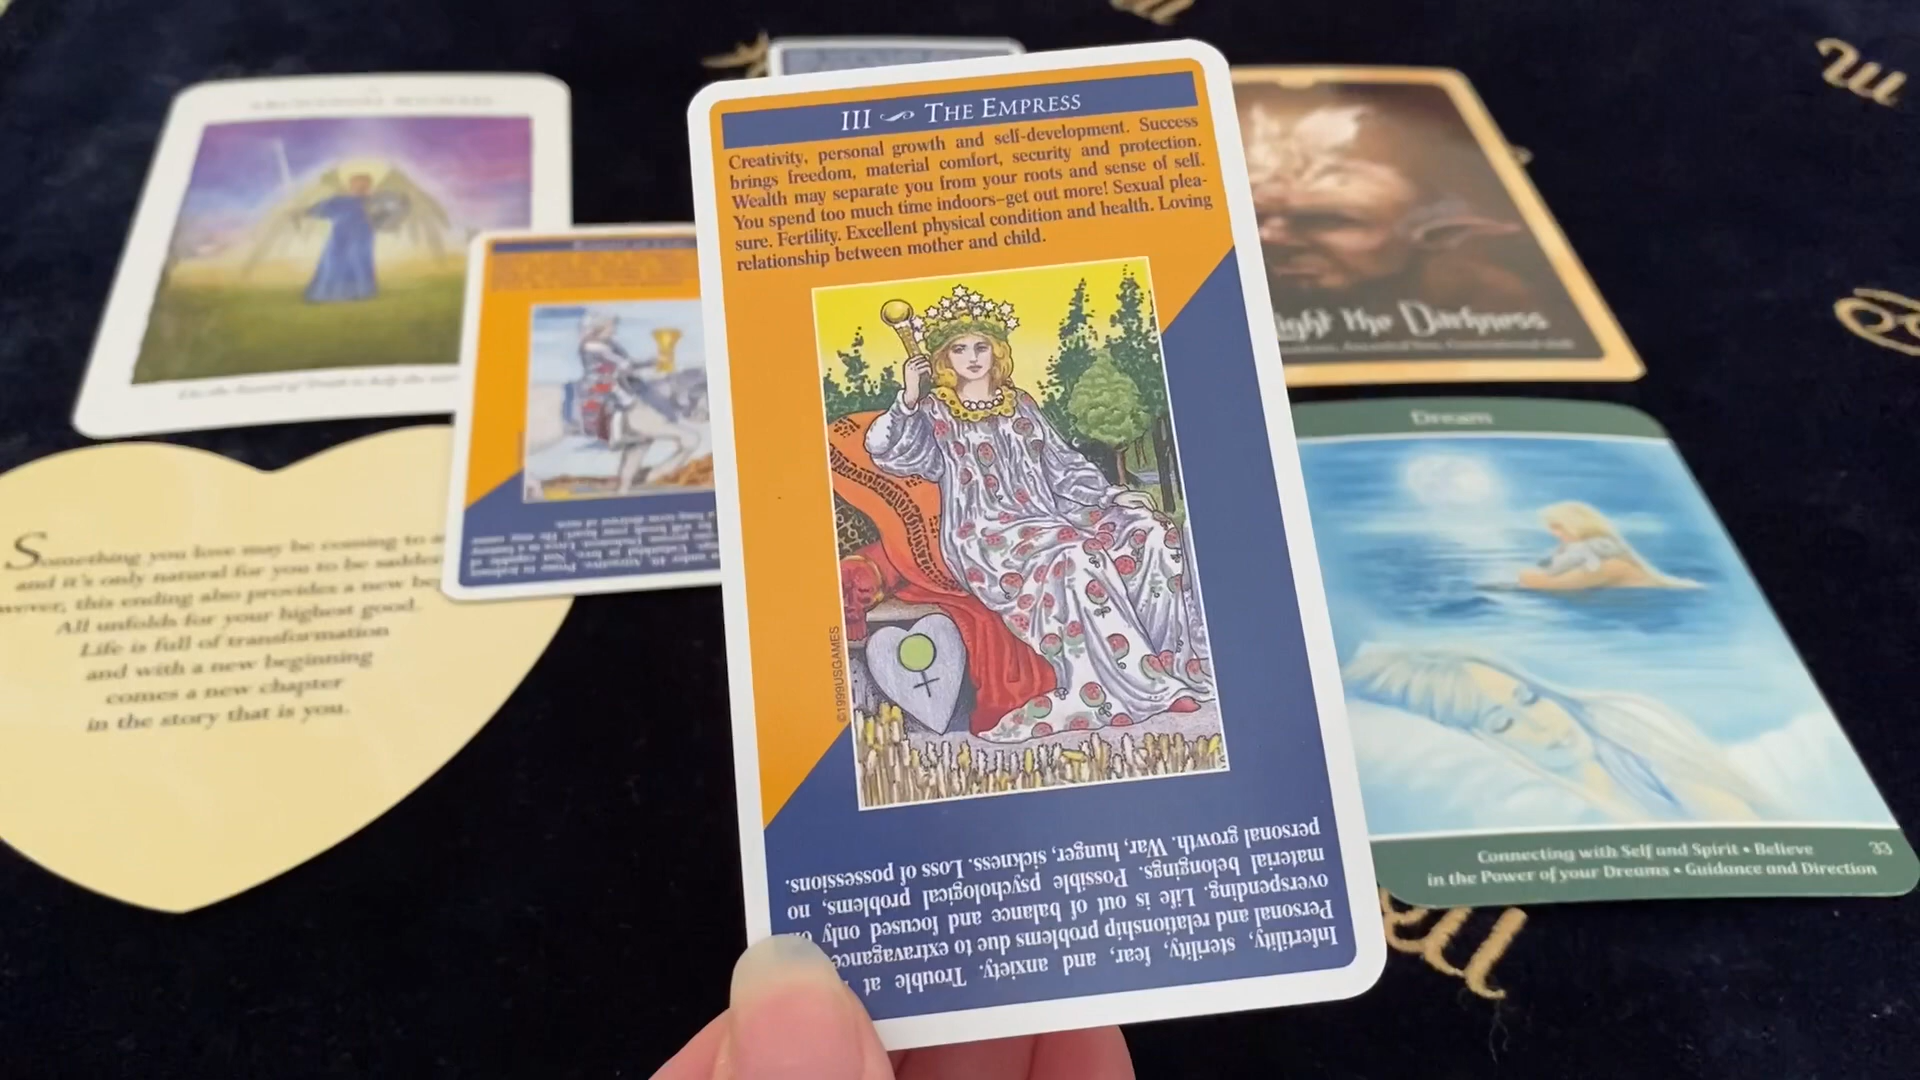 III THE EMPRESS
Creativity, personal growth and self-development. Success
brings freedom, material comfort, security and protection.
Wealth may separate you from your roots and sense of self.
You spend too much time indoors–get out more! Sexual plea-
sure. Fertility. Excellent physical condition and health. Loving
relationship between mother and child.
©1999USGAMES
Infertility, sterility, fear, and anxiety. Trouble at
Personal and relationship problems due to extravagance
overspending. Life is out of balance and focused only on
material belongings. Possible psychological problems, no
personal growth. War, hunger, sickness. Loss of possessions.
Something you love may be coming to
and it's only natural for you to be
this ending also provides a new
All unfolds for your highest good.
Life is full of transformation
and with a new beginning
comes a new chapter
in the story that is you.
the Darkness
Dream
Connecting with Self and Spirit • Believe
in the Power of your Dreams • Guidance and Direction
33